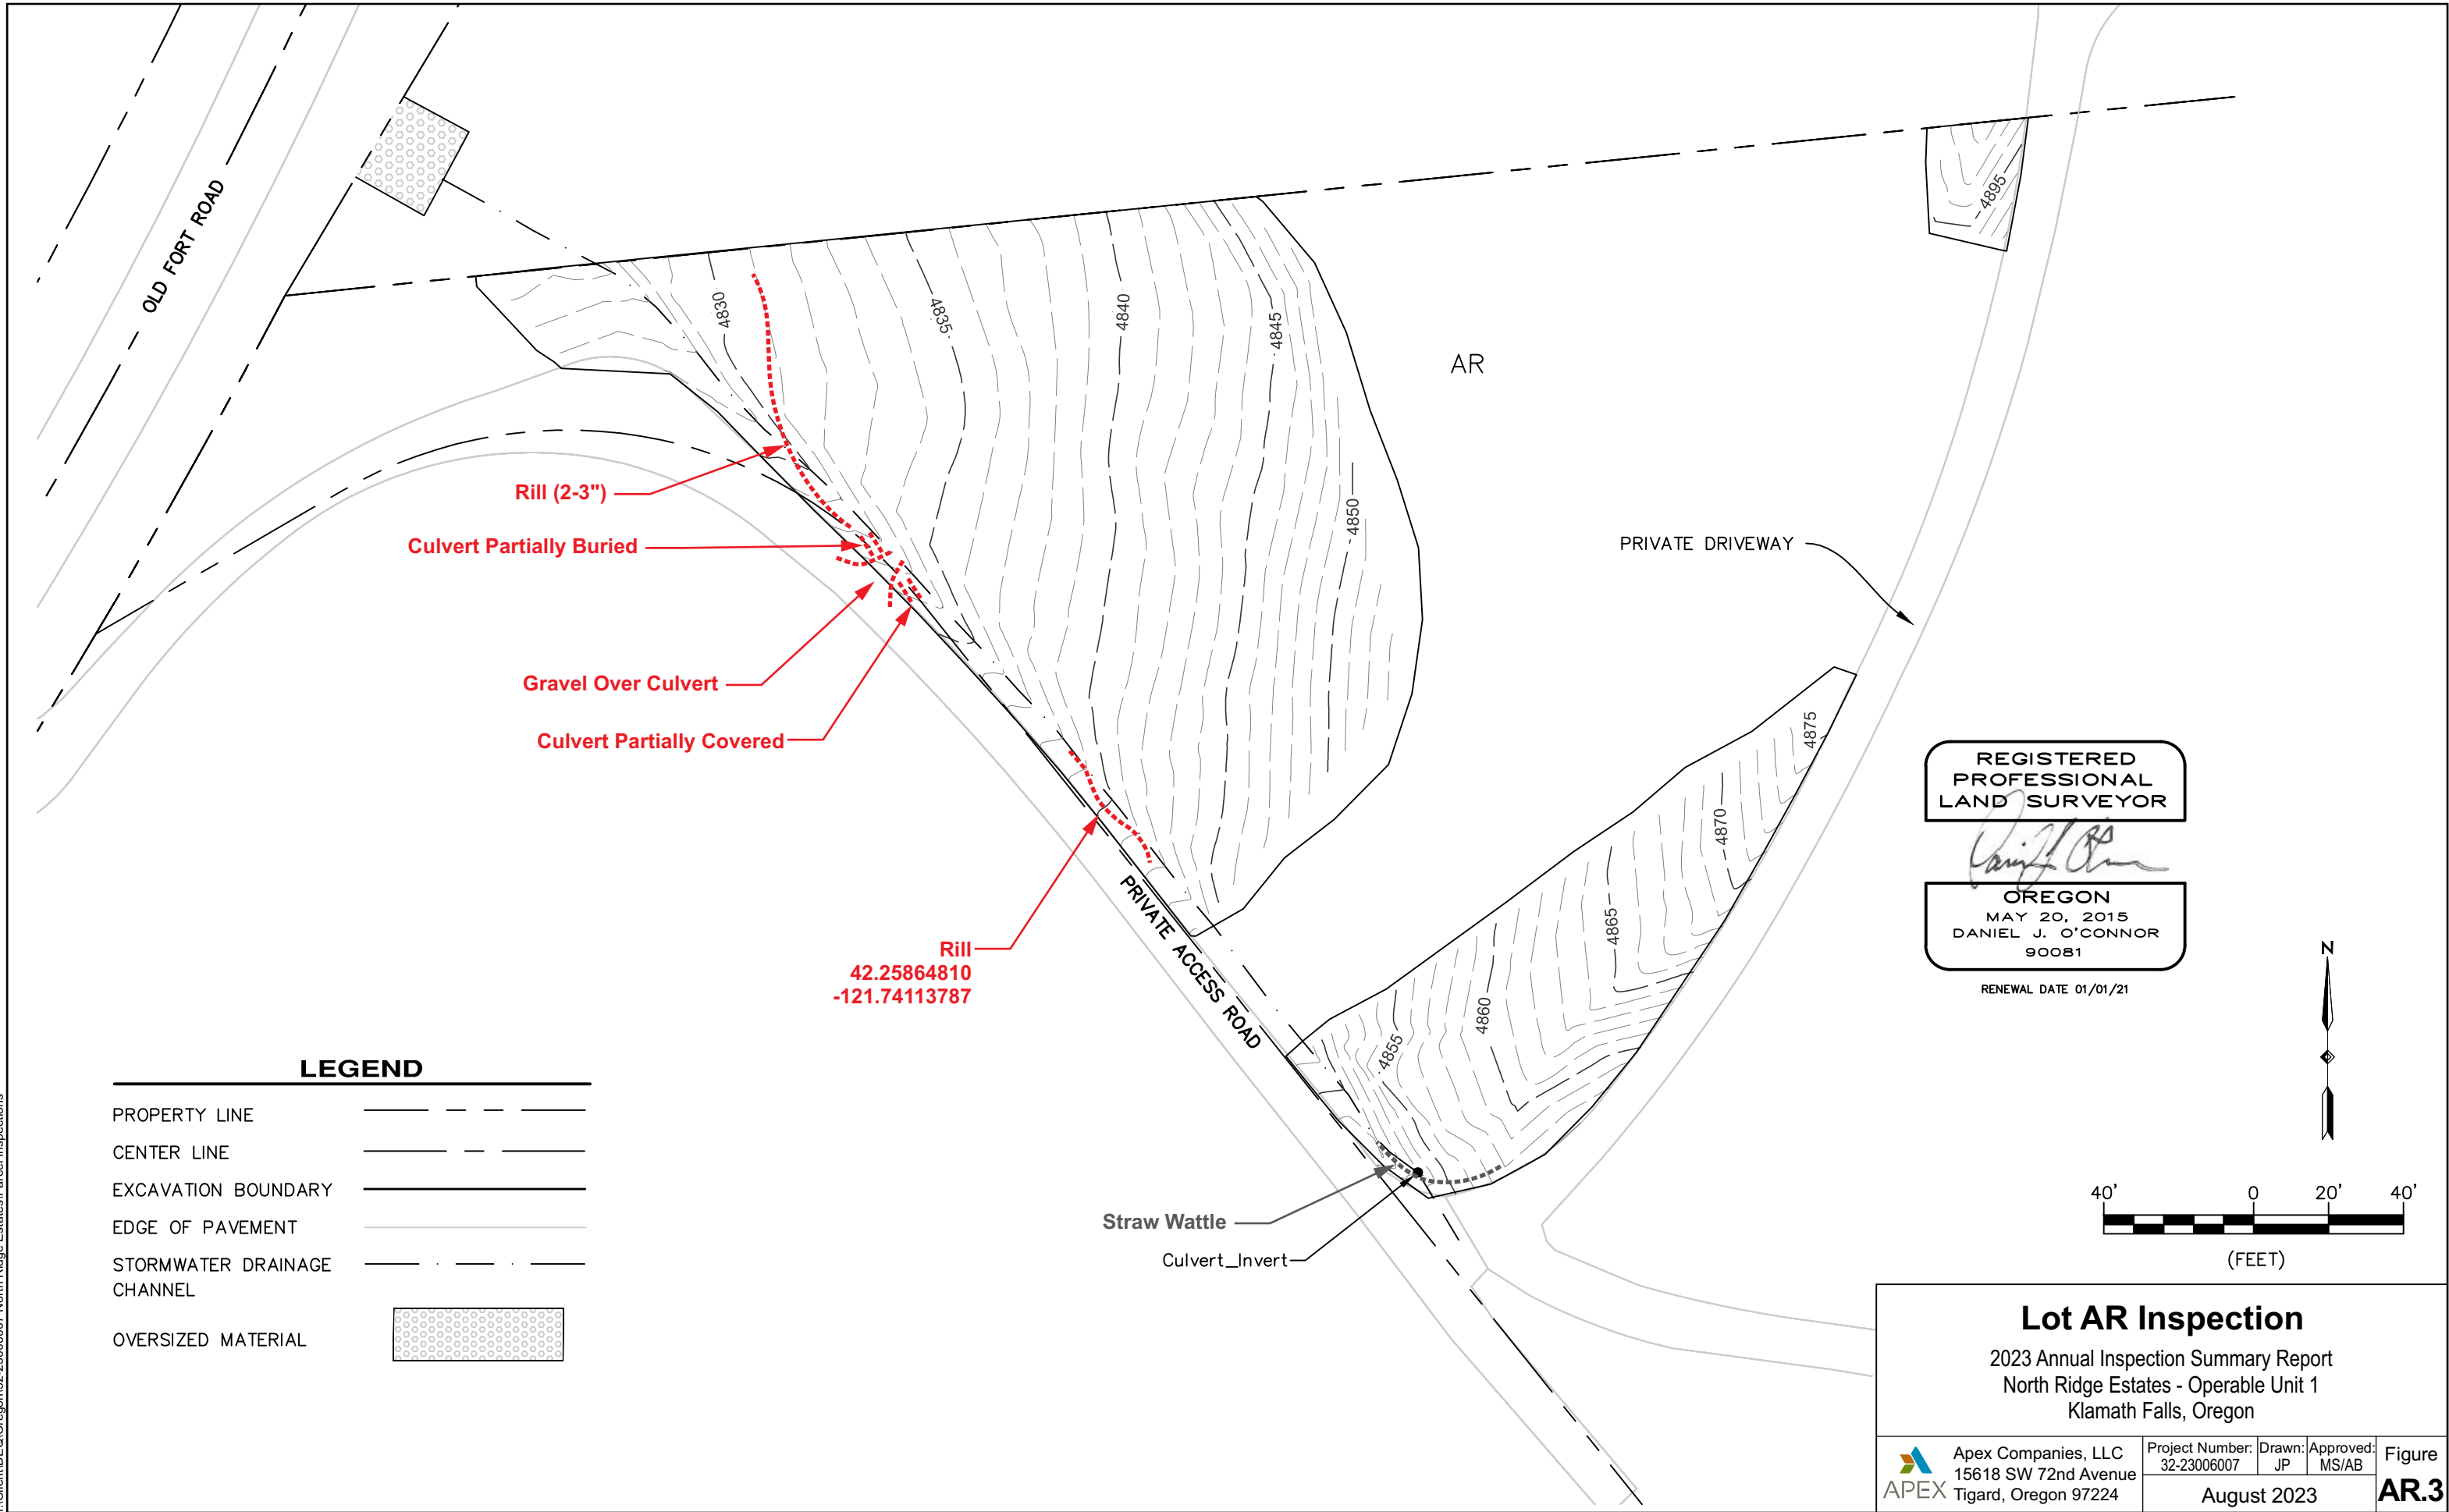 OLD FORT ROAD
4830
4835
4840
4845
4850
4895
AR
Rill (2-3")
Culvert Partially Buried
PRIVATE DRIVEWAY
Gravel Over Culvert
Culvert Partially Covered
4875
4870
4865
4860
4855
REGISTERED
PROFESSIONAL
LAND SURVEYOR
OREGON
MAY 20, 2015
DANIEL J. O'CONNOR
90081
RENEWAL DATE 01/01/21
N
PRIVATE ACCESS ROAD
Rill
42.25864810
-121.74113787
LEGEND
PROPERTY LINE
CENTER LINE
EXCAVATION BOUNDARY
EDGE OF PAVEMENT
STORMWATER DRAINAGE
CHANNEL
OVERSIZED MATERIAL
Straw Wattle
Culvert_Invert
40' 0 20' 40'
(FEET)
Lot AR Inspection
2023 Annual Inspection Summary Report
North Ridge Estates - Operable Unit 1
Klamath Falls, Oregon
APEX
Apex Companies, LLC
15618 SW 72nd Avenue
Tigard, Oregon 97224
Project Number:
32-23006007
Drawn:
JP
Approved:
MS/AB
August 2023
Figure
AR.3